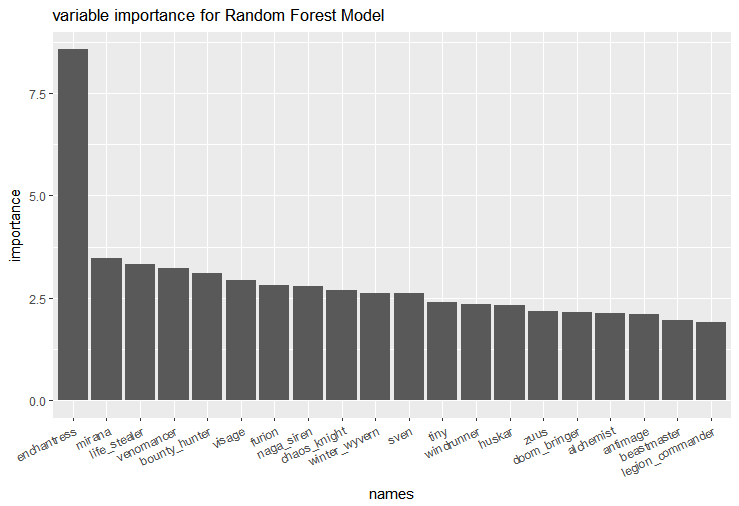 variable importance for Random Forest Model
7.5
5.0
2.5
0.0
importance
enchantress
mirana
life_stealer
venomancer
bounty_hunter
visage
furion
naga_siren
chaos_knight
winter_wyvern
sven
tiny
windrunner
huskar
zuus
doom_bringer
alchemist
antimage
beastmaster
legion_commander
names